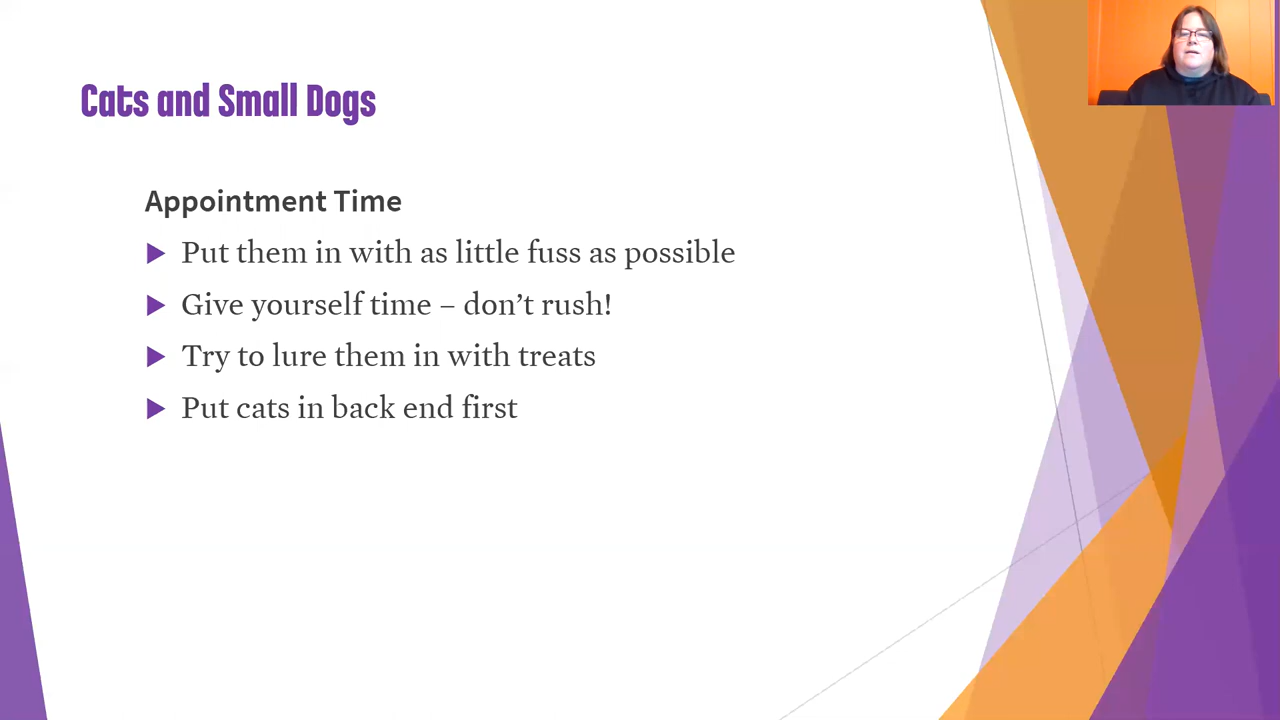 Cats and Small Dogs
Appointment Time
Put them in with as little fuss as possible
Give yourself time – don’t rush!
Try to lure them in with treats
Put cats in back end first